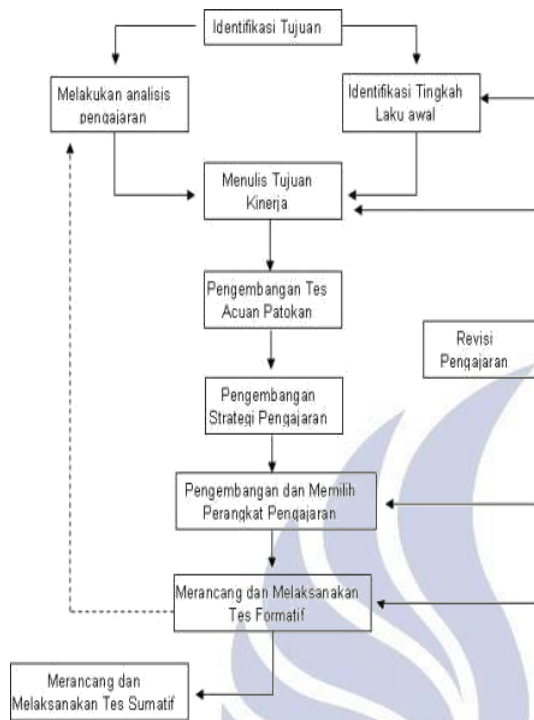 Identifikasi Tujuan
Melakukan analisis
pengajaran
Identifikasi Tingkah
Laku awal
Menulis Tujuan
Kinerja
Pengembangan Tes
Acuan Patokan
Revisi
Pengajaran
Pengembangan
Strategi Pengajaran
Pengembangan dan Memilih
Perangkat Pengajaran
Merancang dan Melaksanakan
Tes Formatif
Merancang dan
Melaksanakan Tes Sumatif